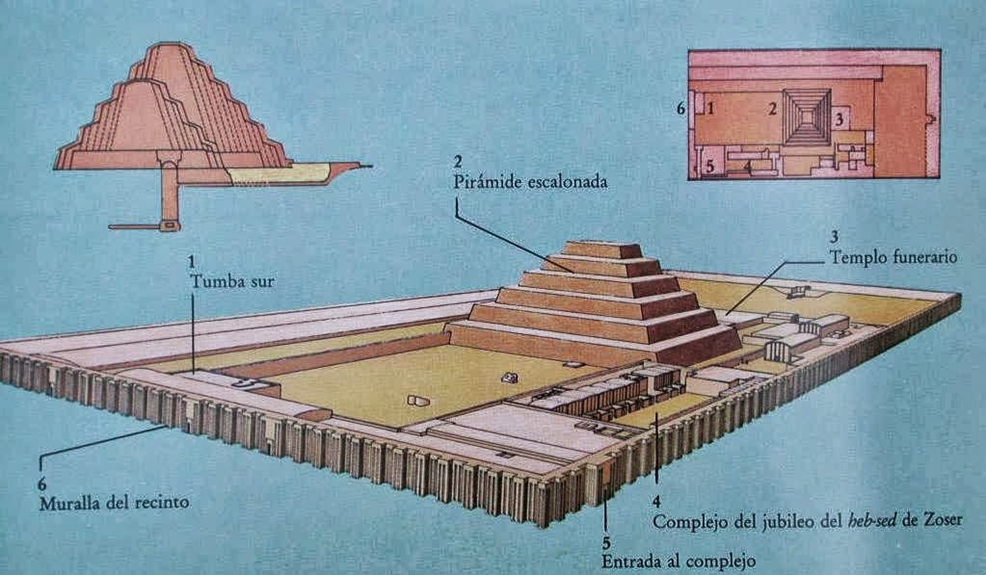 6
1
2
3
5
4
2
Pirámide escalonada
3
Templo funerario
1
Tumba sur
6
Muralla del recinto
4
Complejo del jubileo del heb-sed de Zoser
5
Entrada al complejo